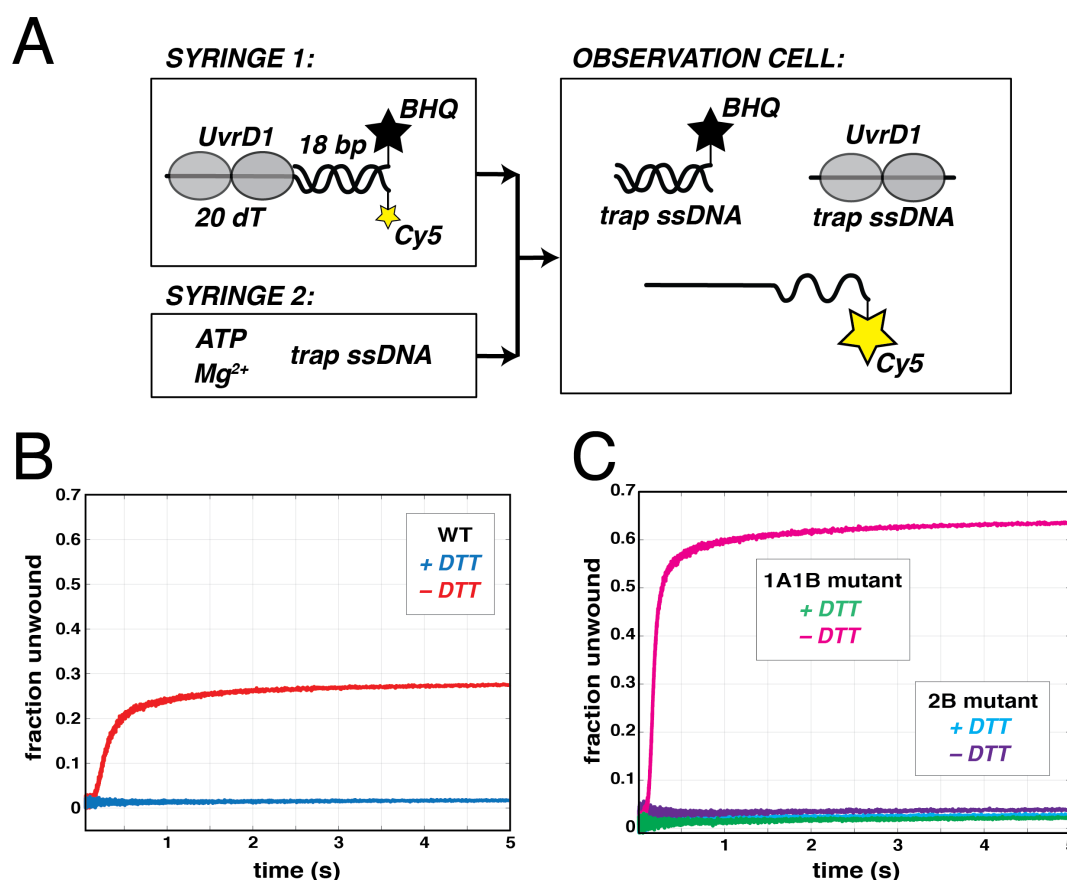 A
SYRINGE 1:
UvrD1
18 bp
BHQ
20 dT
Cy5
SYRINGE 2:
ATP
Mg2+
trap ssDNA
OBSERVATION CELL:
BHQ
trap ssDNA
UvrD1
trap ssDNA
Cy5
B
fraction unwound
0.7
0.6
0.5
0.4
0.3
0.2
0.1
0
WT
+ DTT
– DTT
1 2 3 4 5
time (s)
C
fraction unwound
0.7
0.6
0.5
0.4
0.3
0.2
0.1
0
1A1B mutant
+ DTT
– DTT
2B mutant
+ DTT
– DTT
1 2 3 4
time (s)